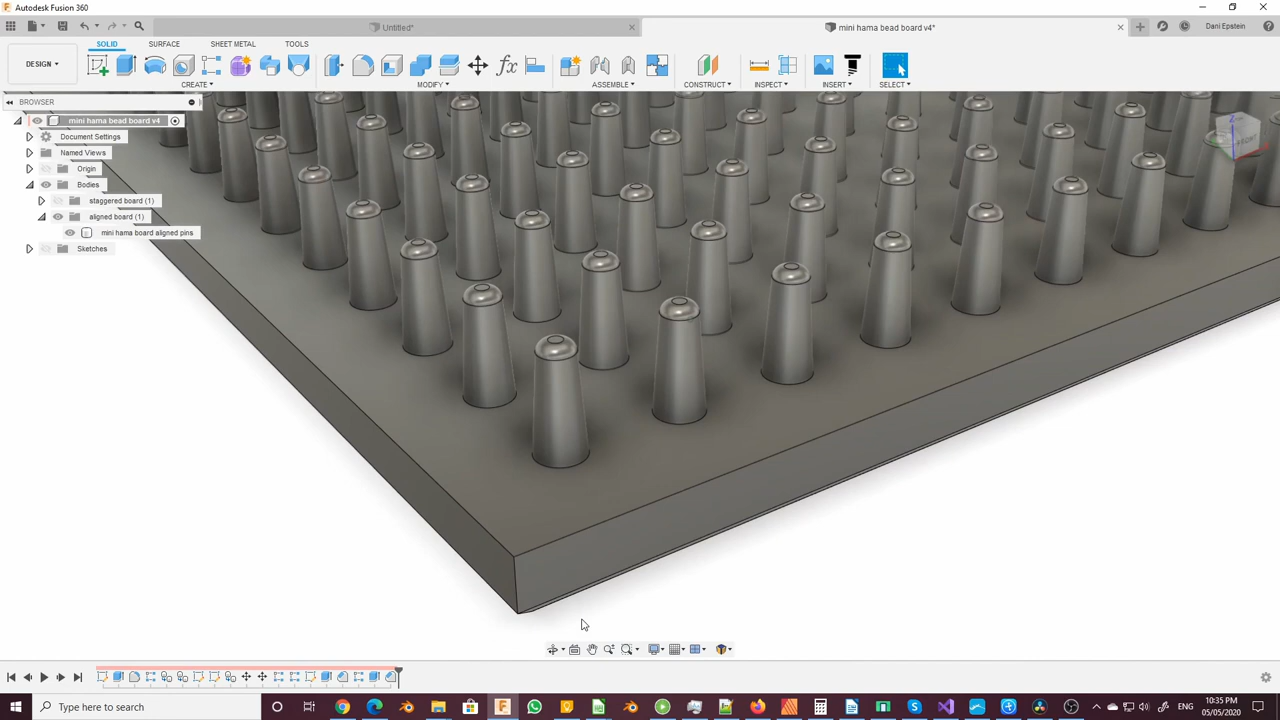 Autodesk Fusion 360
Untitled*
mini hama bead board v4*
Dani Epstein
DESIGN
SOLID
SURFACE
SHEET METAL
TOOLS
CREATE
MODIFY
ASSEMBLE
CONSTRUCT
INSPECT
INSERT
SELECT
BROWSER
mini hama bead board v4
Document Settings
Named Views
Origin
Bodies
staggered board (1)
aligned board (1)
mini hama board aligned pins
Sketches
Type here to search
ENG
10:35 PM
05/05/2020